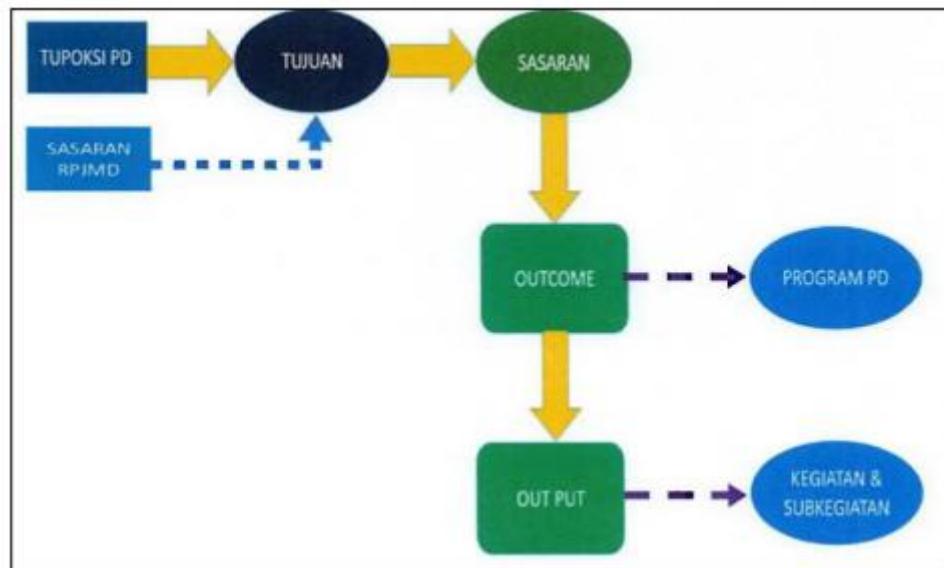 TUPOKSI PD
TUJUAN
SASARAN
SASARAN
RPJMD
OUTCOME
PROGRAM PD
OUT PUT
KEGIATAN &
SUBKEGIATAN